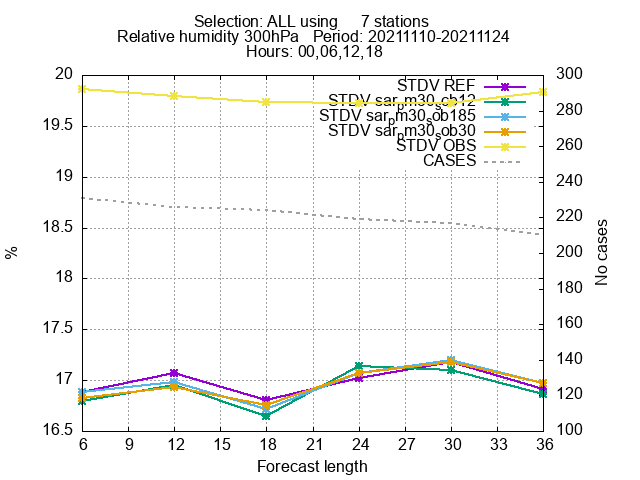 Selection: ALL using 7 stations
Relative humidity 300hPa Period: 20211110-20211124
Hours: 00,06,12,18
20
19.5
19
18.5
18
17.5
17
16.5
%
300
280
260
240
220
200
180
160
140
120
100
No cases
STDV REF
STDV sarpm30sob12
STDV sarpm30sob185
STDV sarpm30sob30
STDV OBS
CASES
6 9 12 15 18 21 24 27 30 33 36
Forecast length